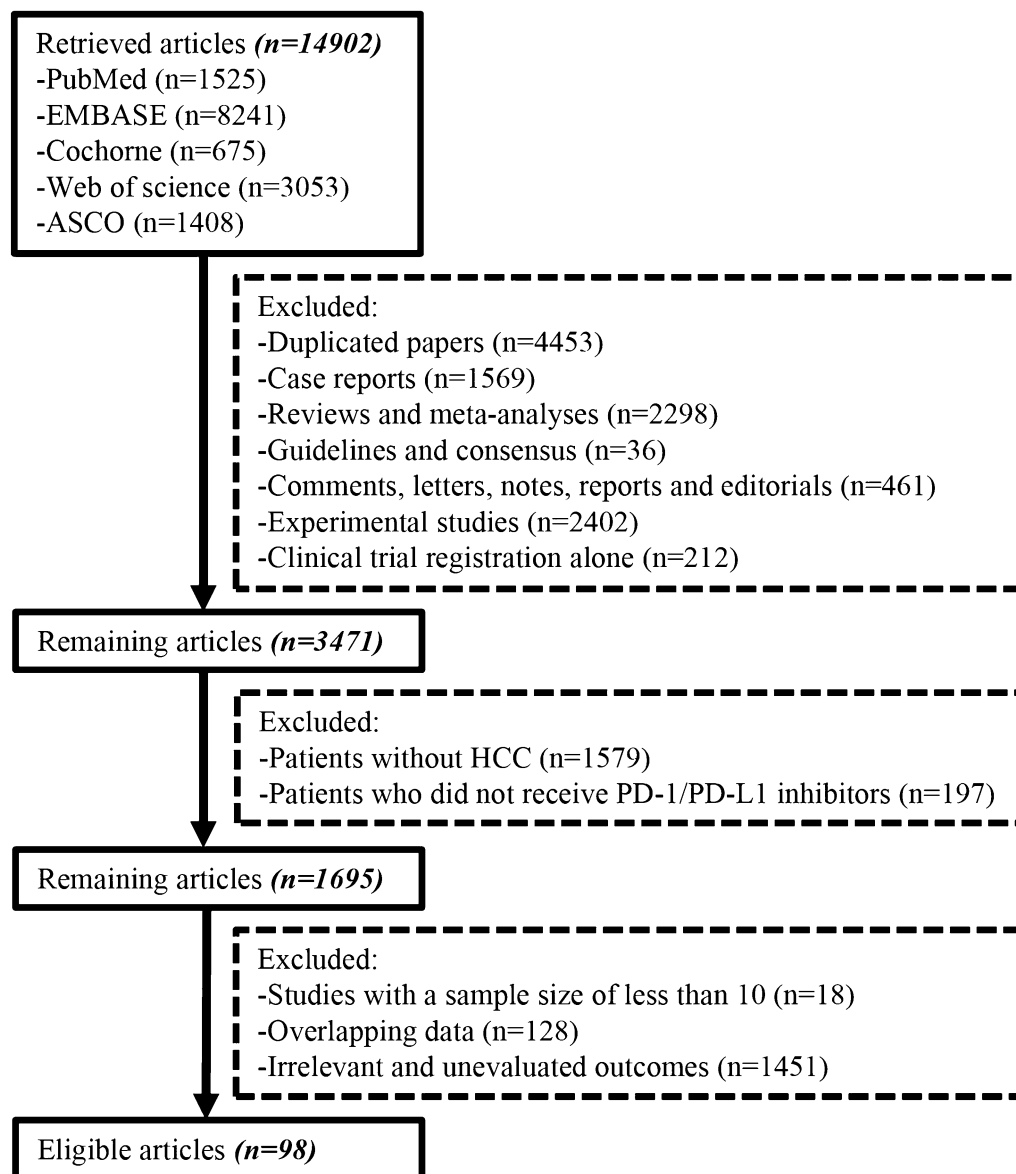 Retrieved articles (n=14902)
-PubMed (n=1525)
-EMBASE (n=8241)
-Cochorne (n=675)
-Web of science (n=3053)
-ASCO (n=1408)
Excluded:
-Duplicated papers (n=4453)
-Case reports (n=1569)
-Reviews and meta-analyses (n=2298)
-Guidelines and consensus (n=36)
-Comments, letters, notes, reports and editorials (n=461)
-Experimental studies (n=2402)
-Clinical trial registration alone (n=212)
Remaining articles (n=3471)
Excluded:
-Patients without HCC (n=1579)
-Patients who did not receive PD-1/PD-L1 inhibitors (n=197)
Remaining articles (n=1695)
Excluded:
-Studies with a sample size of less than 10 (n=18)
-Overlapping data (n=128)
-Irrelevant and unevaluated outcomes (n=1451)
Eligible articles (n=98)